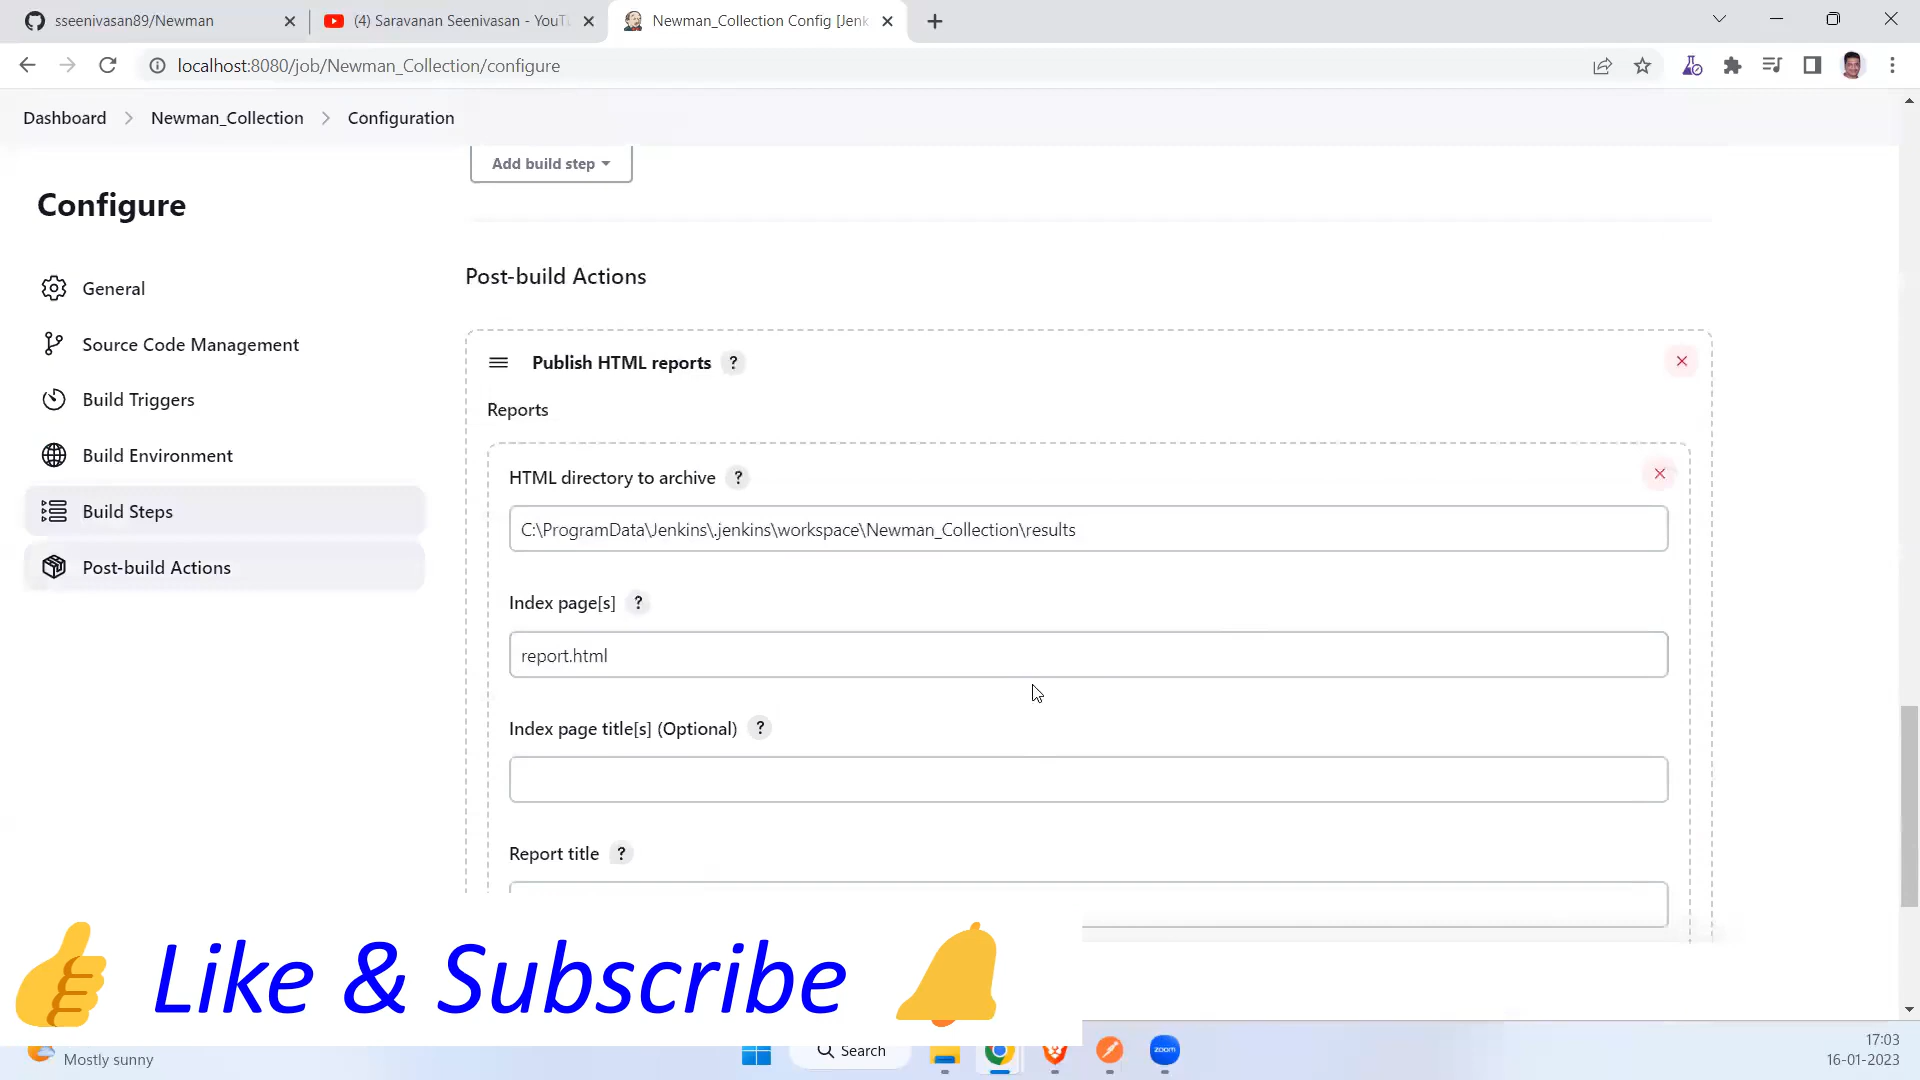 sseenivasan89/Newman
(4) Saravanan Seenivasan - YouTu
Newman_Collection Config [Jenk
localhost:8080/job/Newman_Collection/configure
Dashboard
Newman_Collection
Configuration
Add build step
Configure
Post-build Actions
General
Source Code Management
Publish HTML reports ?
Build Triggers
Reports
Build Environment
HTML directory to archive ?
Build Steps
C:\ProgramData\Jenkins\.jenkins\workspace\Newman_Collection\results
Post-build Actions
Index page[s] ?
report.html
Index page title[s] (Optional) ?
Report title ?
Like & Subscribe
Mostly sunny
Search
zoom
17:03
16-01-2023